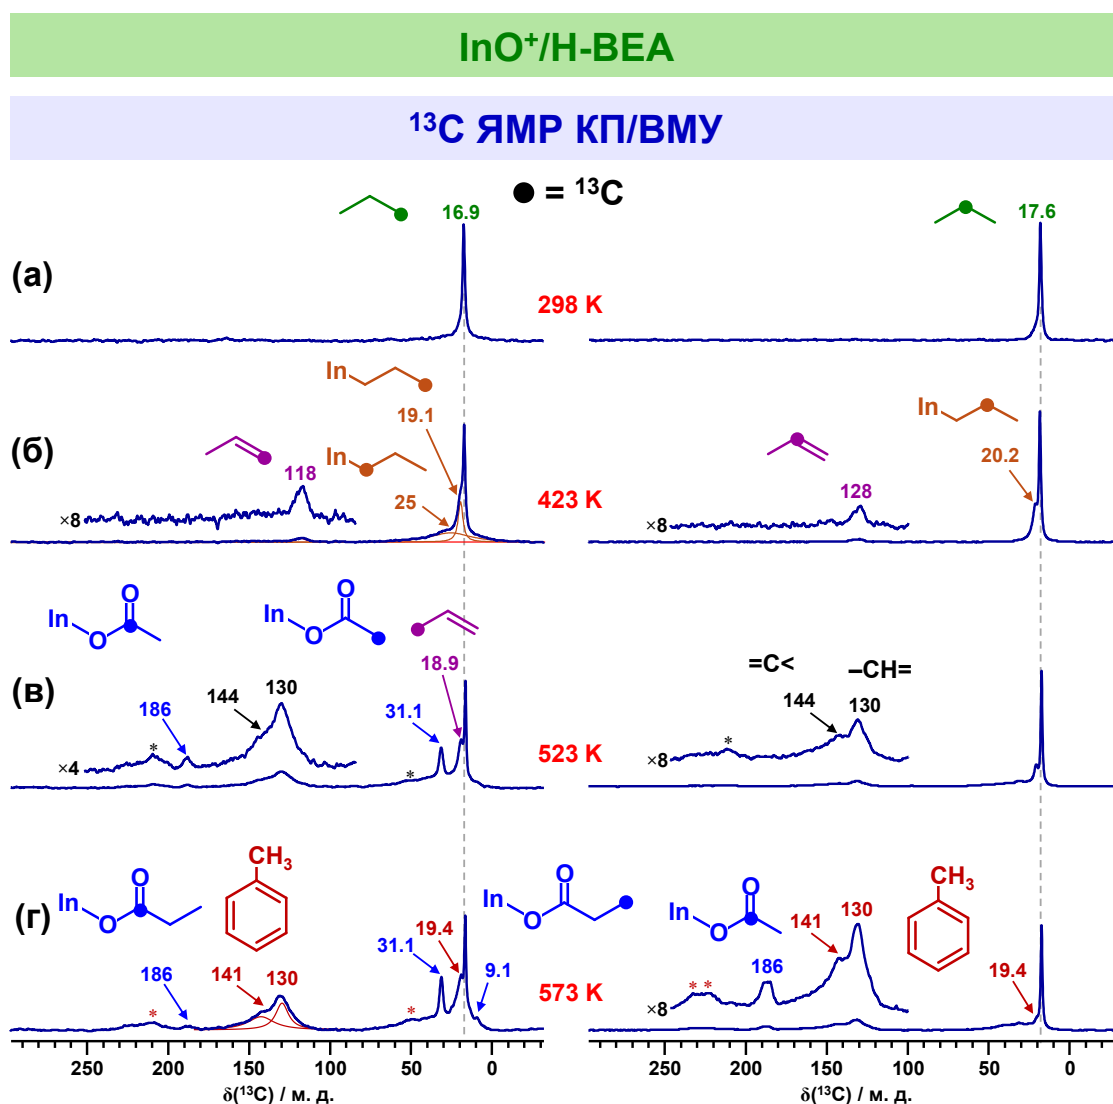 InO⁺/H-BEA
¹³C ЯМР КП/ВМУ
● = ¹³C
16.9
17.6
(а)
298 K
In
19.1
In
118
25
In
20.2
128
(б)
423 K
×8
×8
O
In
O
O
In
O
18.9
=C<
–CH=
(в)
186
144
130
31.1
144
130
*
*
*
×4
523 K
×8
CH₃
O
In
O
O
In
O
O
In
O
CH₃
(г)
186
141
130
31.1
19.4
9.1
186
141
130
19.4
*
*
* *
573 K
×8
250 200 150 100 50 0
250 200 150 100 50 0
δ(¹³C) / м. д.
δ(¹³C) / м. д.